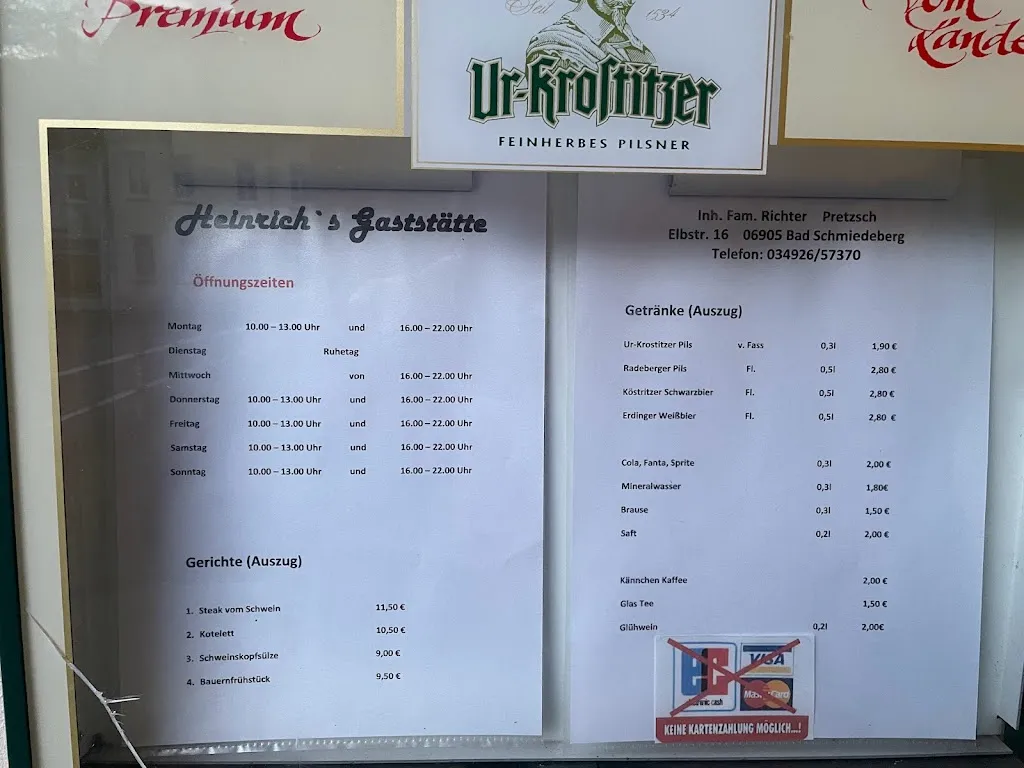 Premium
Seit 1534
Ur-Krostitzer
FEINHERBES PILSNER
vom
Lande
Heinrich`s Gaststätte
Öffnungszeiten
Montag 10.00 – 13.00 Uhr und 16.00 – 22.00 Uhr
Dienstag Ruhetag
Mittwoch von 16.00 – 22.00 Uhr
Donnerstag 10.00 – 13.00 Uhr und 16.00 – 22.00 Uhr
Freitag 10.00 – 13.00 Uhr und 16.00 – 22.00 Uhr
Samstag 10.00 – 13.00 Uhr und 16.00 – 22.00 Uhr
Sonntag 10.00 – 13.00 Uhr und 16.00 – 22.00 Uhr
Gerichte (Auszug)
1. Steak vom Schwein 11,50 €
2. Kotelett 10,50 €
3. Schweinskopfsülze 9,00 €
4. Bauernfrühstück 9,50 €
Inh. Fam. Richter Pretzsch
Elbstr. 16 06905 Bad Schmiedeberg
Telefon: 034926/57370
Getränke (Auszug)
Ur-Krostitzer Pils v. Fass 0,3l 1,90 €
Radeberger Pils Fl. 0,5l 2,80 €
Köstritzer Schwarzbier Fl. 0,5l 2,80 €
Erdinger Weißbier Fl. 0,5l 2,80 €
Cola, Fanta, Sprite 0,3l 2,00 €
Mineralwasser 0,3l 1,80€
Brause 0,3l 1,50 €
Saft 0,2l 2,00 €
Kännchen Kaffee 2,00 €
Glas Tee 1,50 €
Glühwein 0,2l 2,00€
VISA
electronic cash
MasterCard
KEINE KARTENZAHLUNG MÖGLICH...!